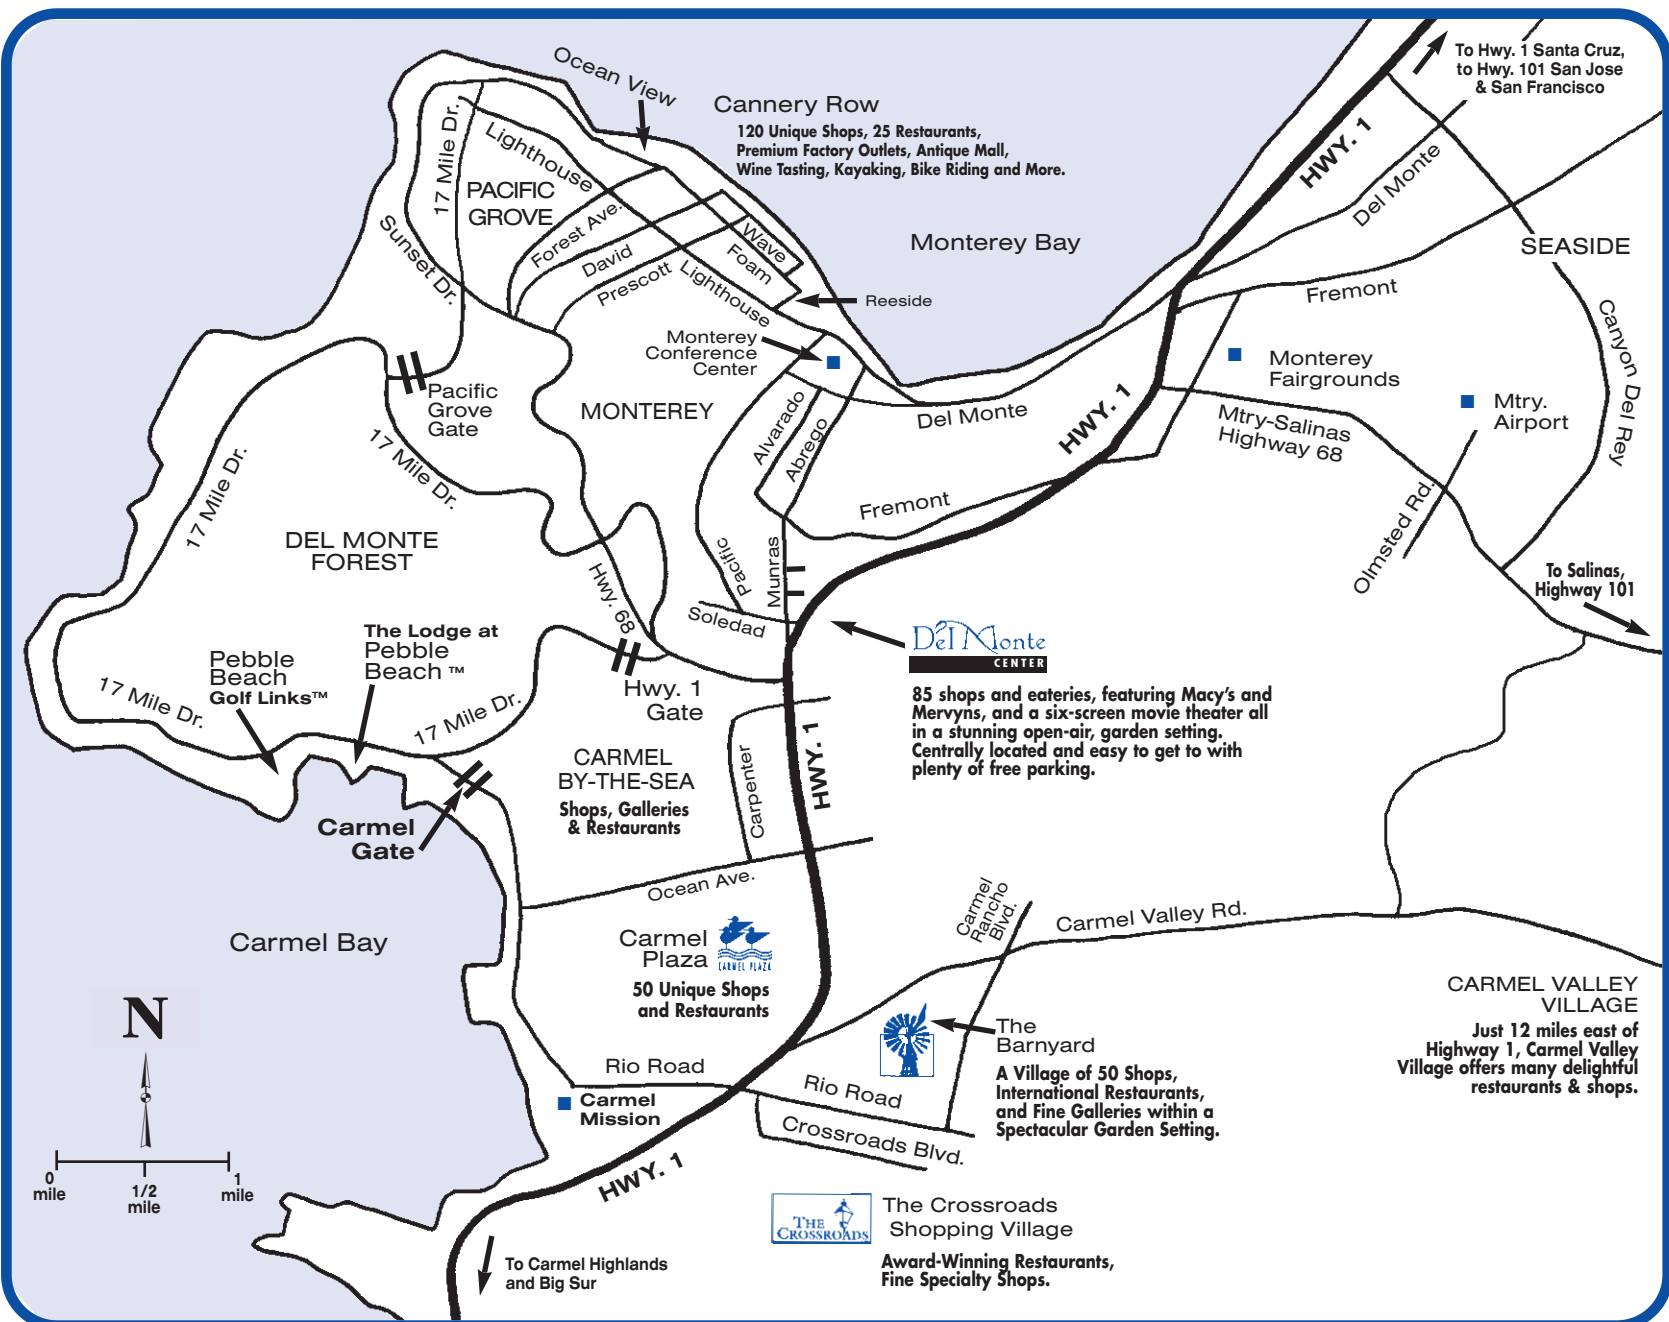 To Hwy. 1 Santa Cruz,
to Hwy. 101 San Jose
& San Francisco
Ocean View
Cannery Row
120 Unique Shops, 25 Restaurants,
Premium Factory Outlets, Antique Mall,
Wine Tasting, Kayaking, Bike Riding and More.
HWY. 1
Del Monte
17 Mile Dr.
Lighthouse
PACIFIC
GROVE
Sunset Dr.
Forest Ave.
David
Prescott
Wave
Foam
Lighthouse
Reeside
Monterey Bay
SEASIDE
Fremont
Canyon Del Rey
Monterey
Conference
Center
Monterey
Fairgrounds
Mtry.
Airport
Pacific
Grove
Gate
MONTEREY
Alvarado
Abrego
Del Monte
HWY. 1
Mtry-Salinas
Highway 68
17 Mile Dr.
17 Mile Dr.
Fremont
Olmsted Rd.
DEL MONTE
FOREST
Hwy. 68
Pacific
Munras
Soledad
To Salinas,
Highway 101
Del Monte
CENTER
85 shops and eateries, featuring Macy's and
Mervyns, and a six-screen movie theater all
in a stunning open-air, garden setting.
Centrally located and easy to get to with
plenty of free parking.
The Lodge at
Pebble
Beach ™
Pebble
Beach
Golf Links™
17 Mile Dr.
17 Mile Dr.
Hwy. 1
Gate
CARMEL
BY-THE-SEA
Shops, Galleries
& Restaurants
Carpenter
HWY. 1
Carmel
Gate
Ocean Ave.
Carmel Bay
Carmel
Plaza
CARMEL PLAZA
50 Unique Shops
and Restaurants
Carmel
Rancho
Blvd.
Carmel Valley Rd.
CARMEL VALLEY
VILLAGE
Just 12 miles east of
Highway 1, Carmel Valley
Village offers many delightful
restaurants & shops.
N
The
Barnyard
A Village of 50 Shops,
International Restaurants,
and Fine Galleries within a
Spectacular Garden Setting.
Rio Road
Rio Road
Carmel
Mission
Crossroads Blvd.
HWY. 1
0
mile
1/2
mile
1
mile
THE
CROSSROADS
The Crossroads
Shopping Village
Award-Winning Restaurants,
Fine Specialty Shops.
To Carmel Highlands
and Big Sur